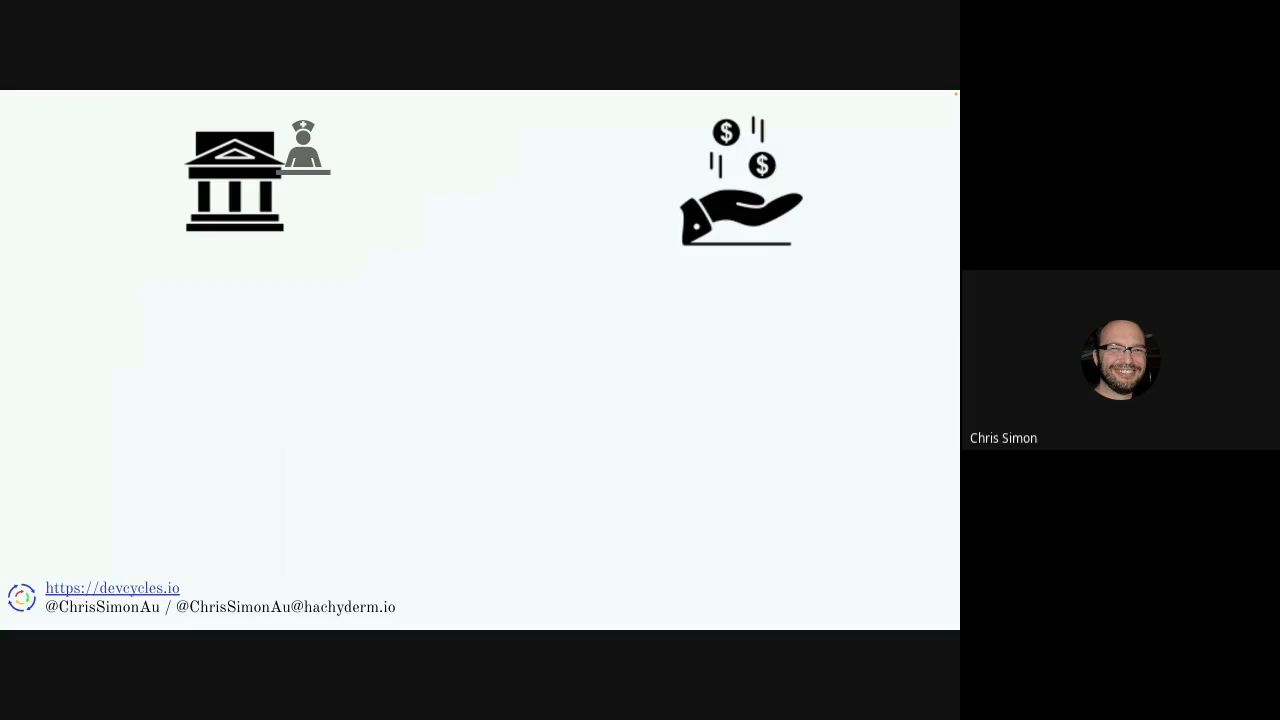 $
$
https://devcycles.io
@ChrisSimonAu / @ChrisSimonAu@hachyderm.io
Chris Simon